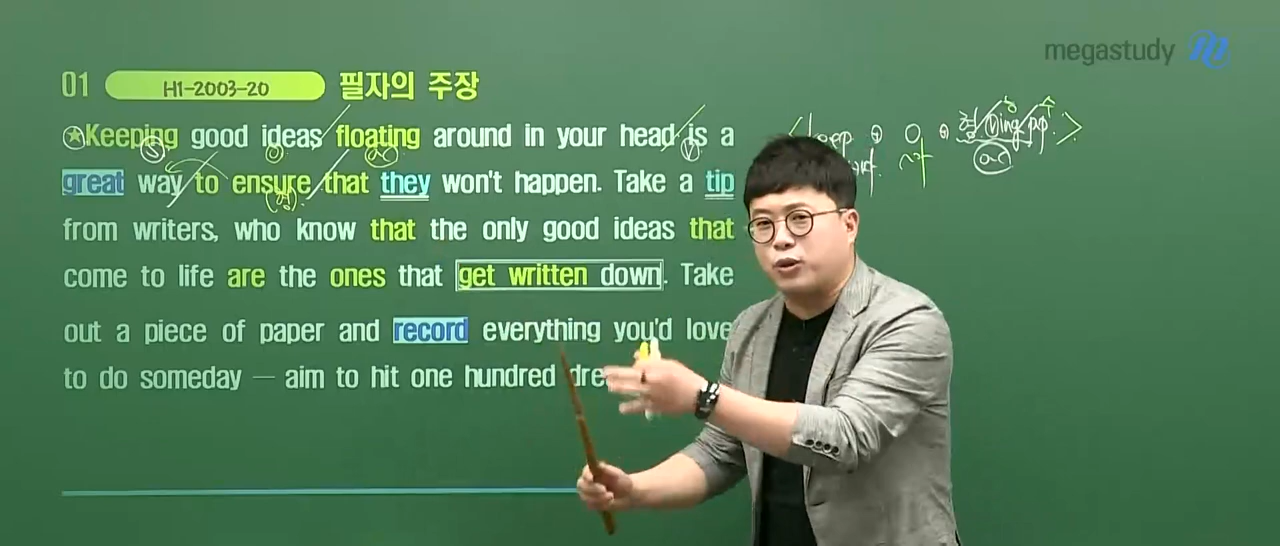 megastudy
01 H1-2003-20 필자의 주장
Keeping good ideas floating around in your head is a
great way to ensure that they won't happen. Take a tip
from writers, who know that the only good ideas that
come to life are the ones that get written down. Take
out a piece of paper and record everything you'd love
to do someday — aim to hit one hundred